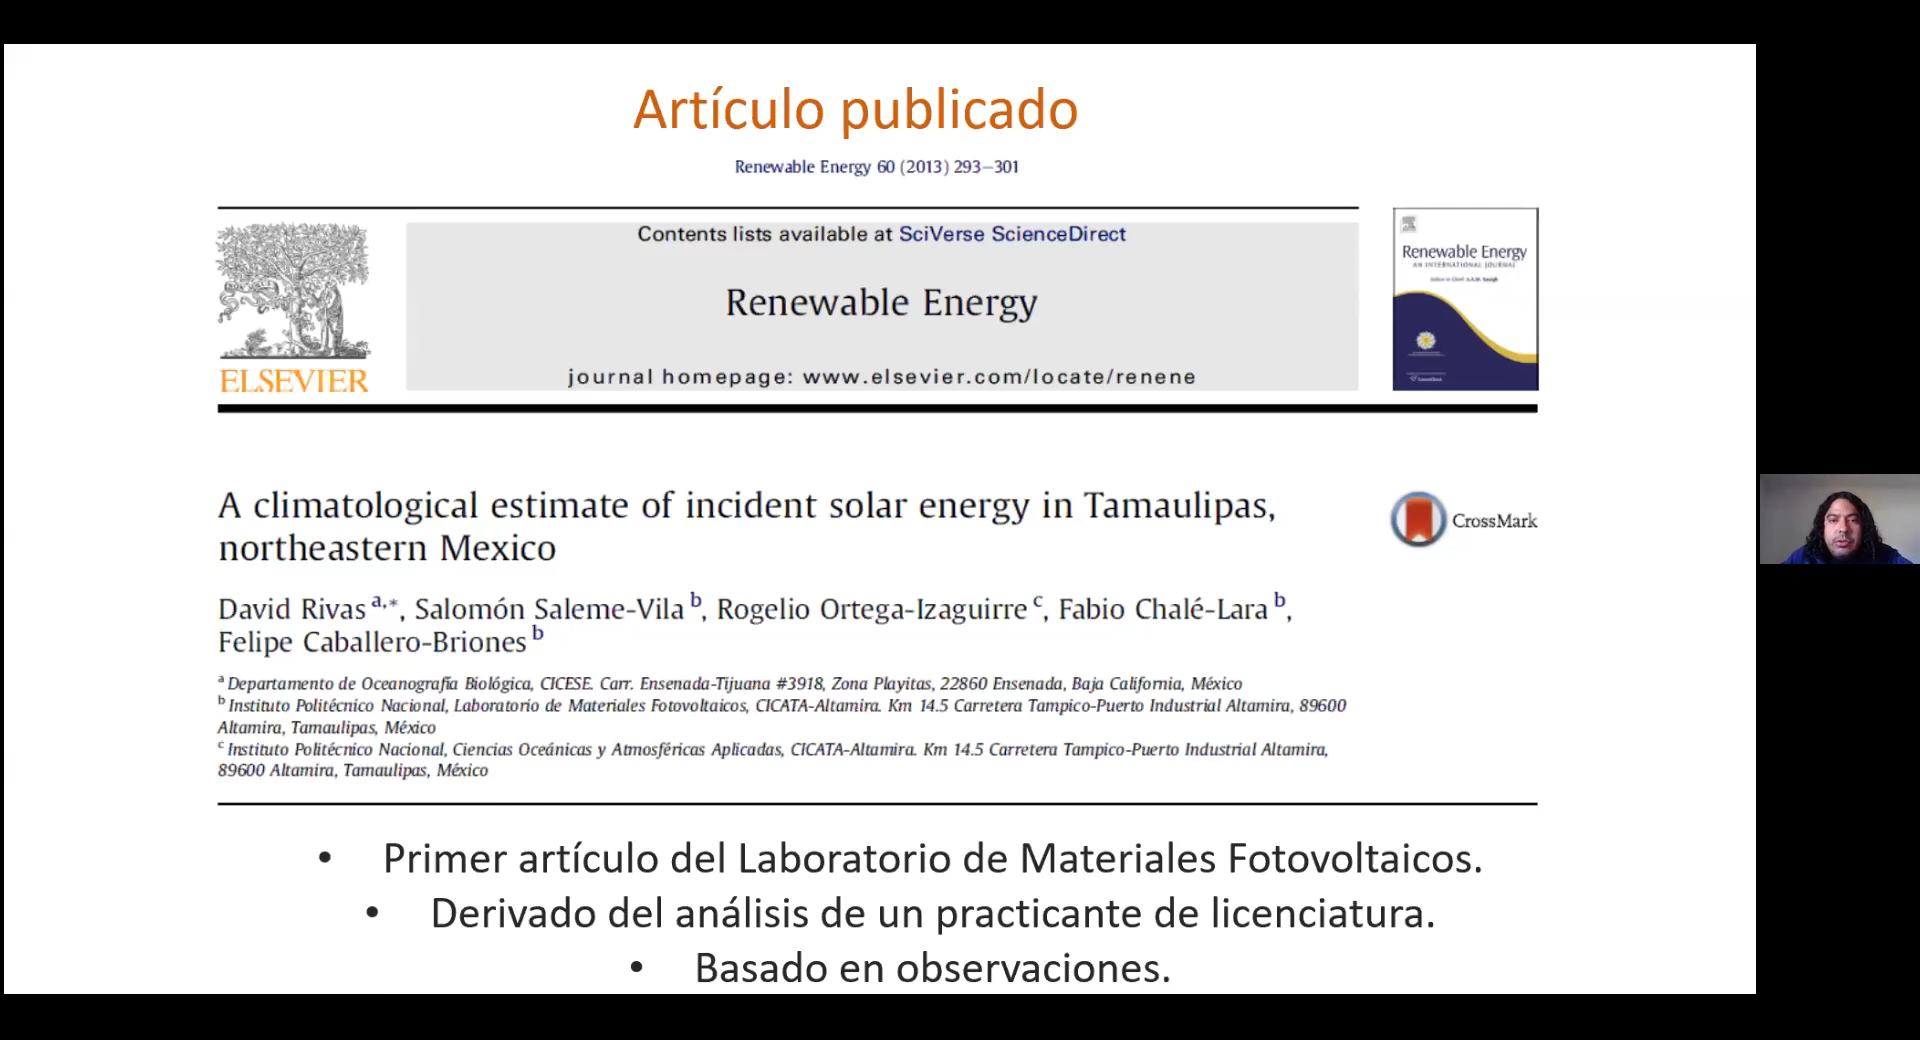 Artículo publicado
Renewable Energy 60 (2013) 293–301
Contents lists available at SciVerse ScienceDirect
Renewable Energy
journal homepage: www.elsevier.com/locate/renene
ELSEVIER
Renewable Energy
AN INTERNATIONAL JOURNAL
A climatological estimate of incident solar energy in Tamaulipas,
northeastern Mexico
CrossMark
David Rivas a,*, Salomón Saleme-Vila b, Rogelio Ortega-Izaguirre c, Fabio Chalé-Lara b,
Felipe Caballero-Briones b
a Departamento de Oceanografía Biológica, CICESE. Carr. Ensenada-Tijuana #3918, Zona Playitas, 22860 Ensenada, Baja California, México
b Instituto Politécnico Nacional, Laboratorio de Materiales Fotovoltaicos, CICATA-Altamira. Km 14.5 Carretera Tampico-Puerto Industrial Altamira, 89600
Altamira, Tamaulipas, México
c Instituto Politécnico Nacional, Ciencias Oceánicas y Atmosféricas Aplicadas, CICATA-Altamira. Km 14.5 Carretera Tampico-Puerto Industrial Altamira,
89600 Altamira, Tamaulipas, México
• Primer artículo del Laboratorio de Materiales Fotovoltaicos.
• Derivado del análisis de un practicante de licenciatura.
• Basado en observaciones.